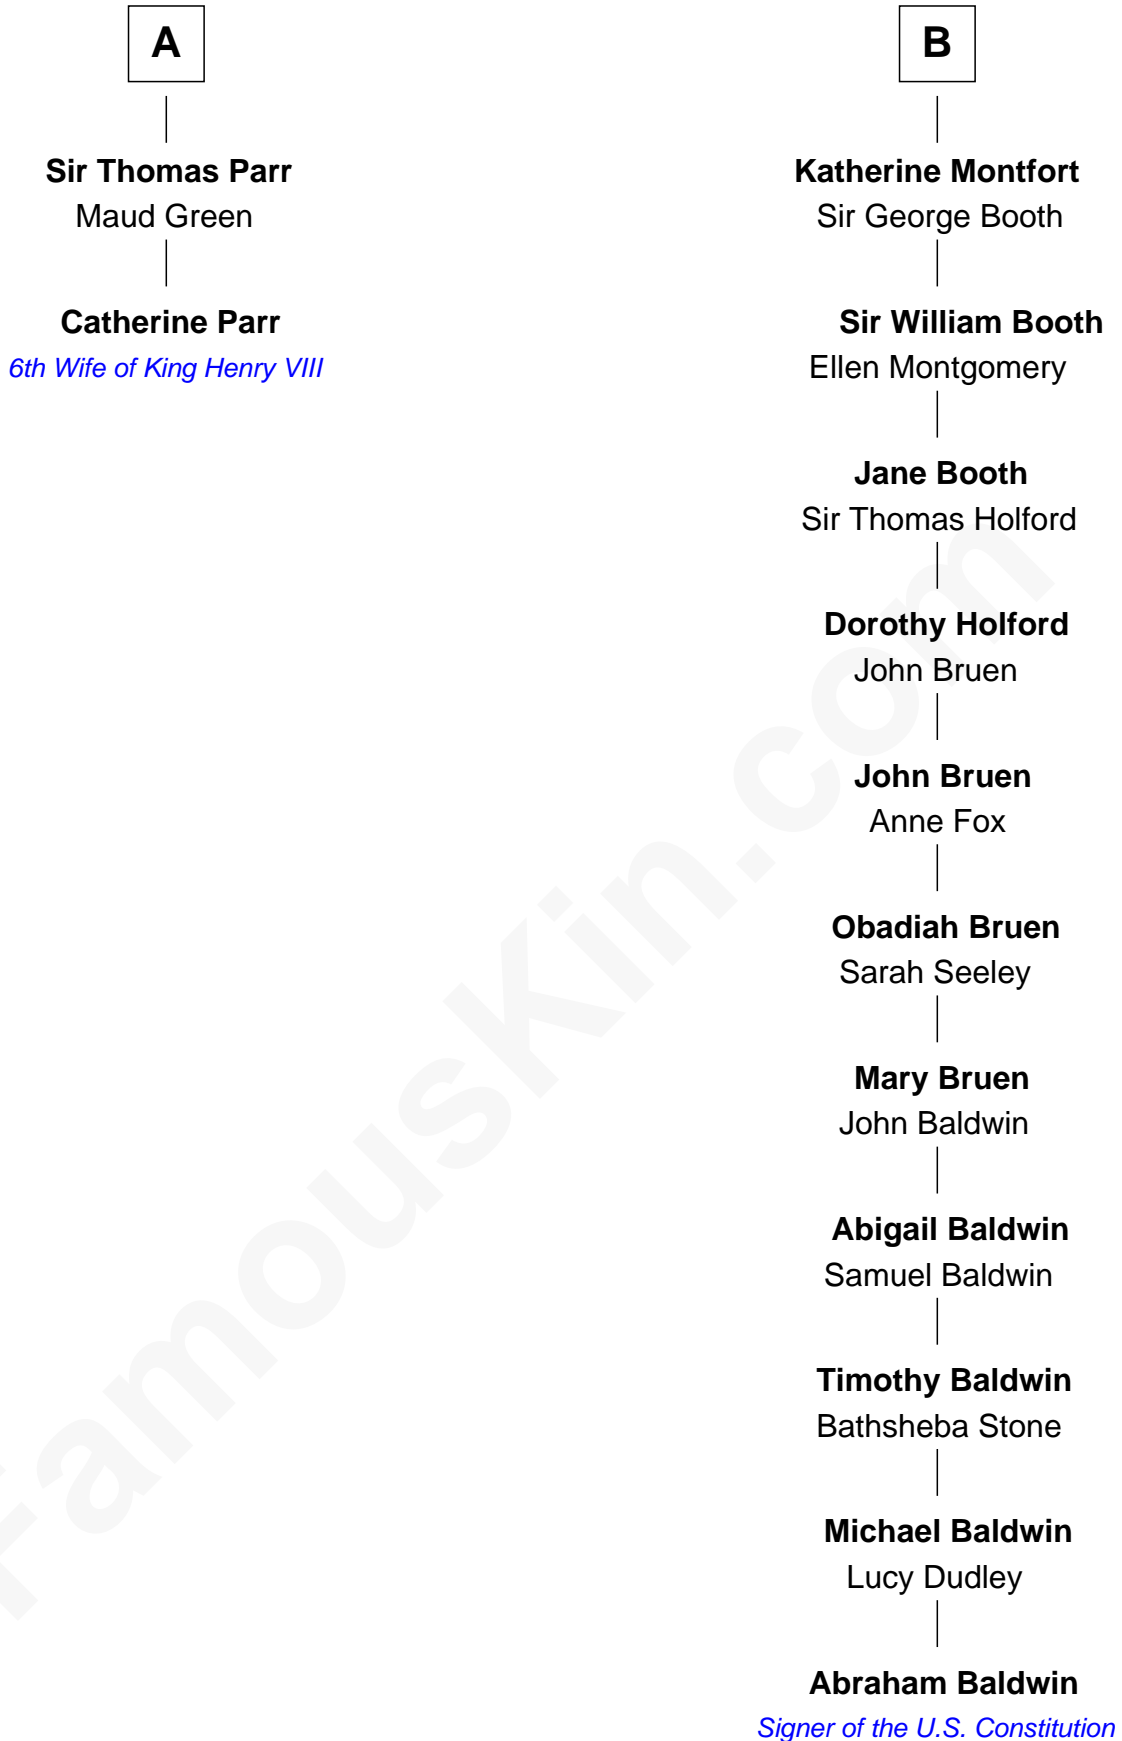 A
Sir Thomas Parr
Maud Green
Catherine Parr
6th Wife of King Henry VIII
B
Katherine Montfort
Sir George Booth
Sir William Booth
Ellen Montgomery
Jane Booth
Sir Thomas Holford
Dorothy Holford
John Bruen
John Bruen
Anne Fox
Obadiah Bruen
Sarah Seeley
Mary Bruen
John Baldwin
Abigail Baldwin
Samuel Baldwin
Timothy Baldwin
Bathsheba Stone
Michael Baldwin
Lucy Dudley
Abraham Baldwin
Signer of the U.S. Constitution
FamousKin.com